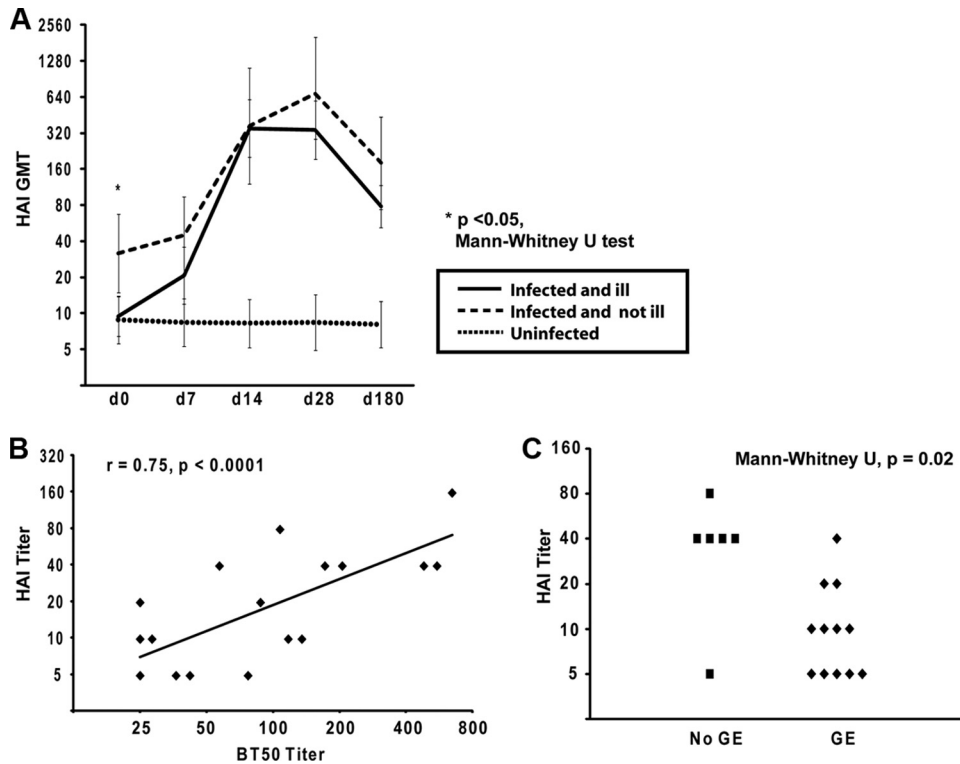 A
2560
1280
640
320
160
80
40
20
10
5
HAI GMT
*
d0 d7 d14 d28 d180
* p <0.05,
Mann-Whitney U test
Infected and ill
Infected and not ill
Uninfected
B
r = 0.75, p < 0.0001
320
160
80
40
20
10
5
HAI Titer
25 50 100 200 400 800
BT50 Titer
C
Mann-Whitney U, p = 0.02
160
80
40
20
10
5
HAI Titer
No GE GE